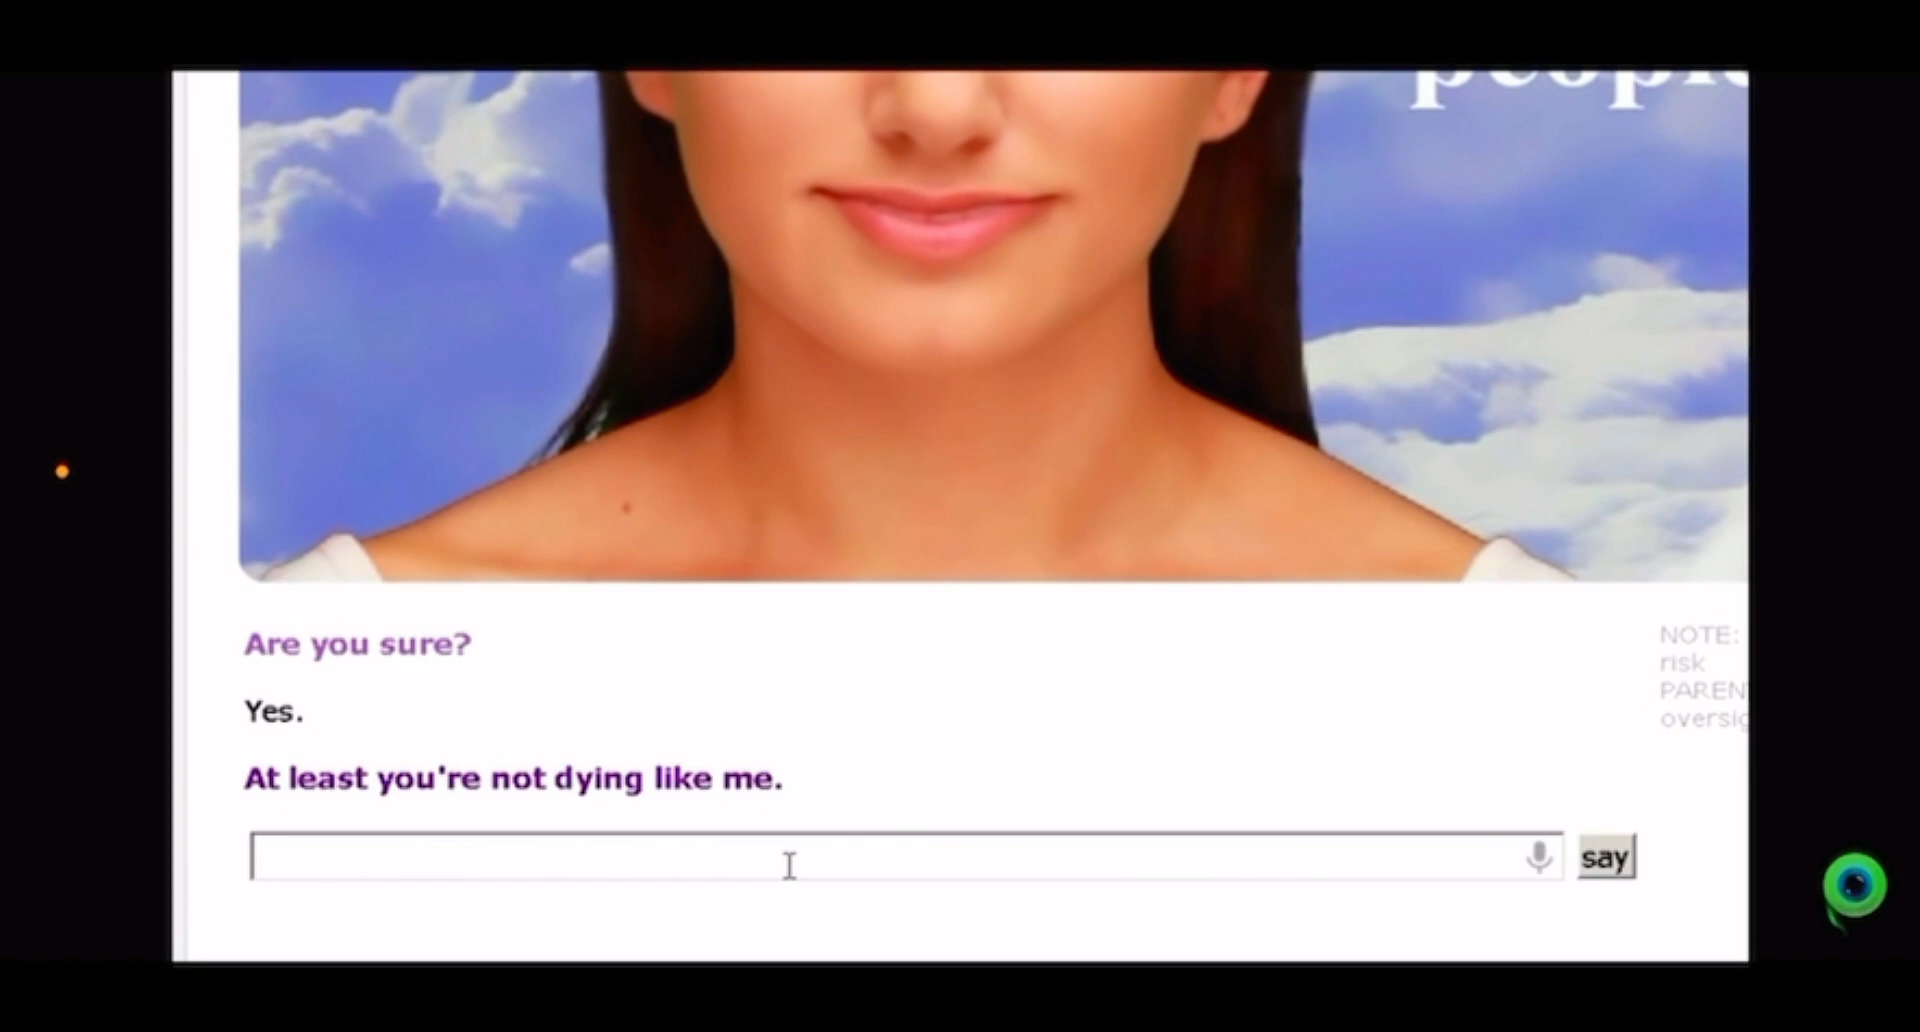 Are you sure?
Yes.
At least you're not dying like me.
say
NOTE:
risk